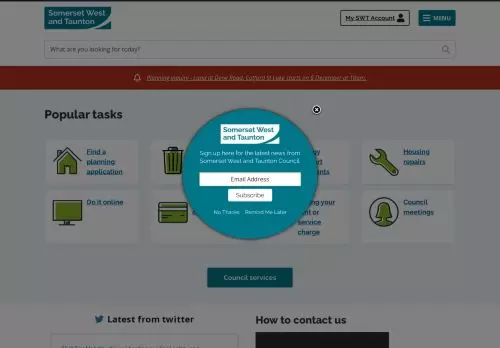 Somerset West
and Taunton
My SWT Account
MENU
What are you looking for today?
Planning Inquiry - Land at Dene Road, Cotford St Luke starts on 6 December at 10am.
Popular tasks
Find a
planning
application
Housing
repairs
Do it online
Council
meetings
Somerset West
and Taunton
Sign up here for the latest news from
Somerset West and Taunton Council
Email Address
Subscribe
No Thanks
Remind Me Later
service
charge
Council services
Latest from twitter
How to contact us